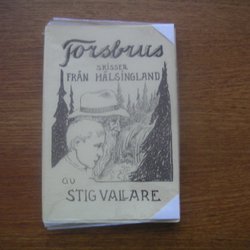 Forsbrus
SKISSER
FRÅN HÄLSINGLAND
AV
STIG VALLARE